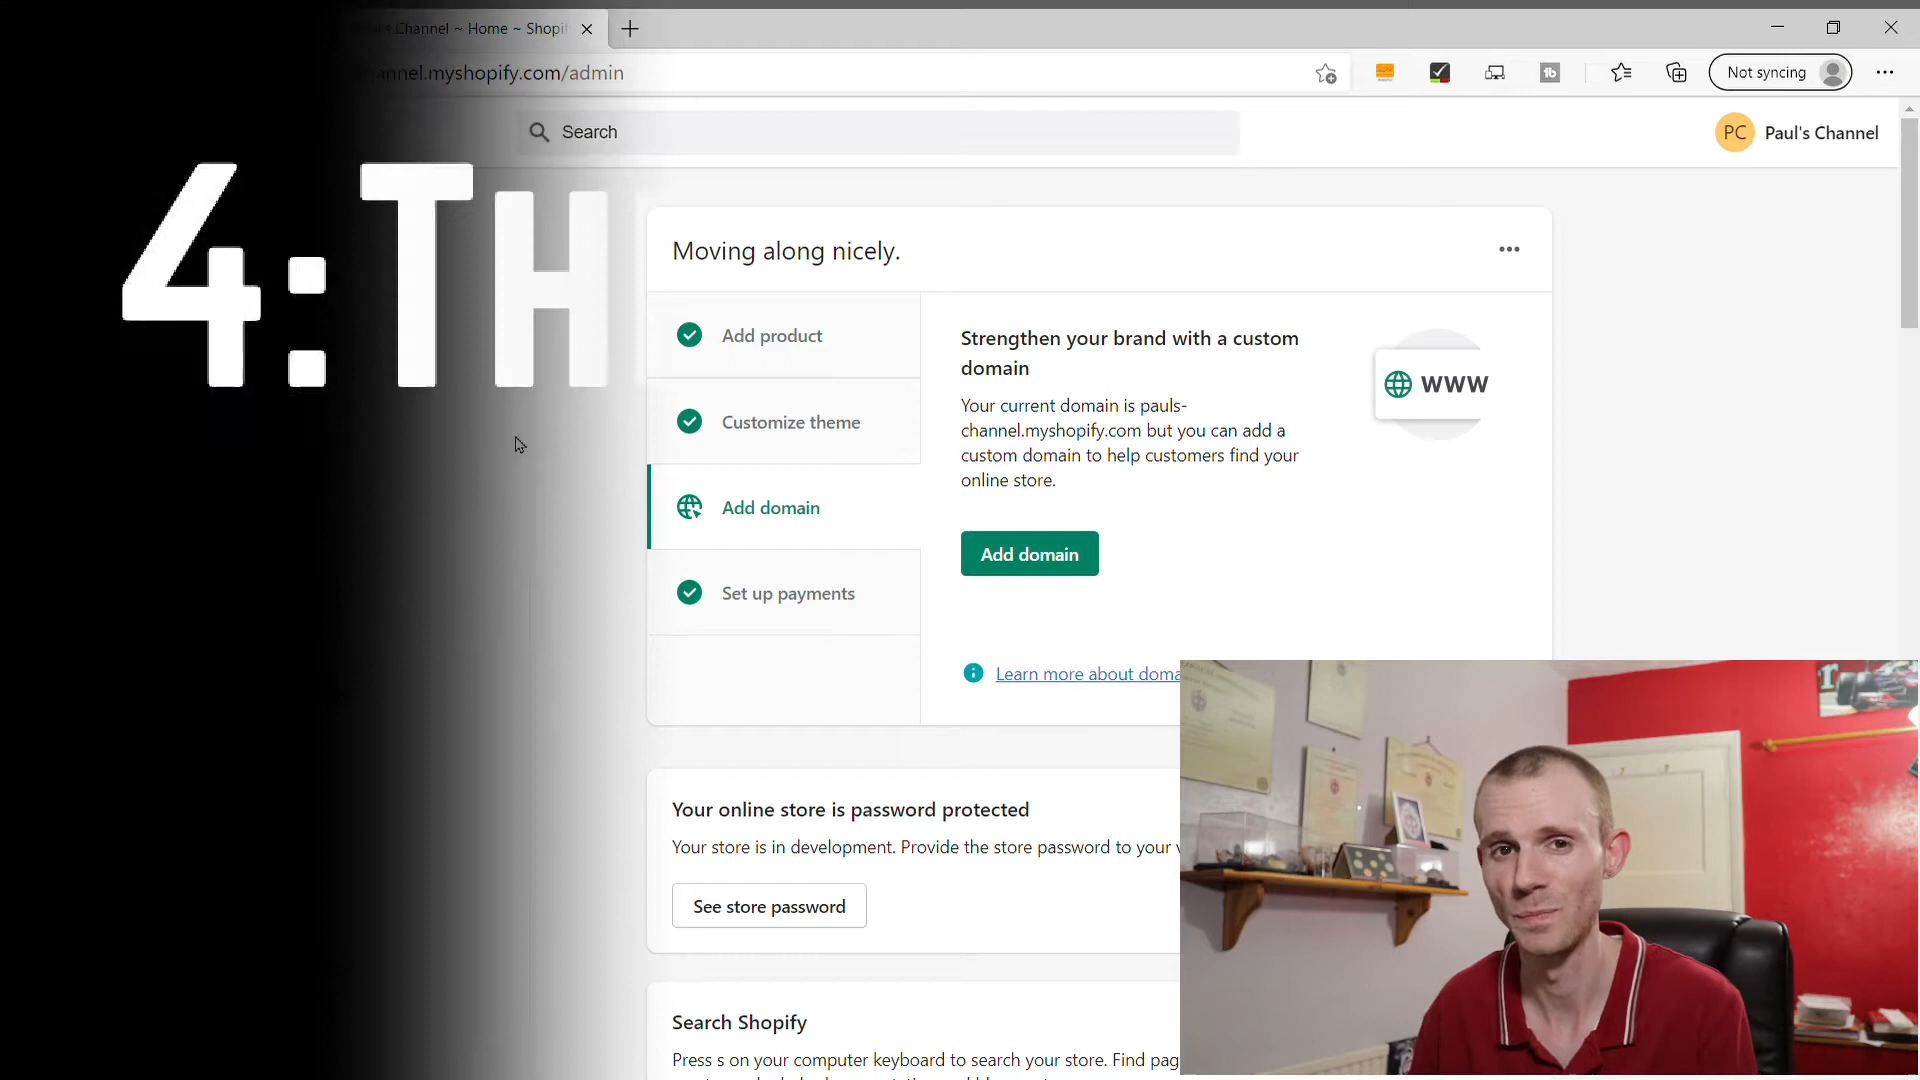 Channel ~ Home ~ Shopif
annel.myshopify.com/admin
Not syncing
Search
PC
Paul's Channel
4: TH
Moving along nicely.
Add product
Customize theme
Add domain
Set up payments
Strengthen your brand with a custom
domain
Your current domain is pauls-
channel.myshopify.com but you can add a
custom domain to help customers find your
online store.
WWW
Add domain
Learn more about doma
Your online store is password protected
Your store is in development. Provide the store password to your v
See store password
Search Shopify
Press s on your computer keyboard to search your store. Find pag